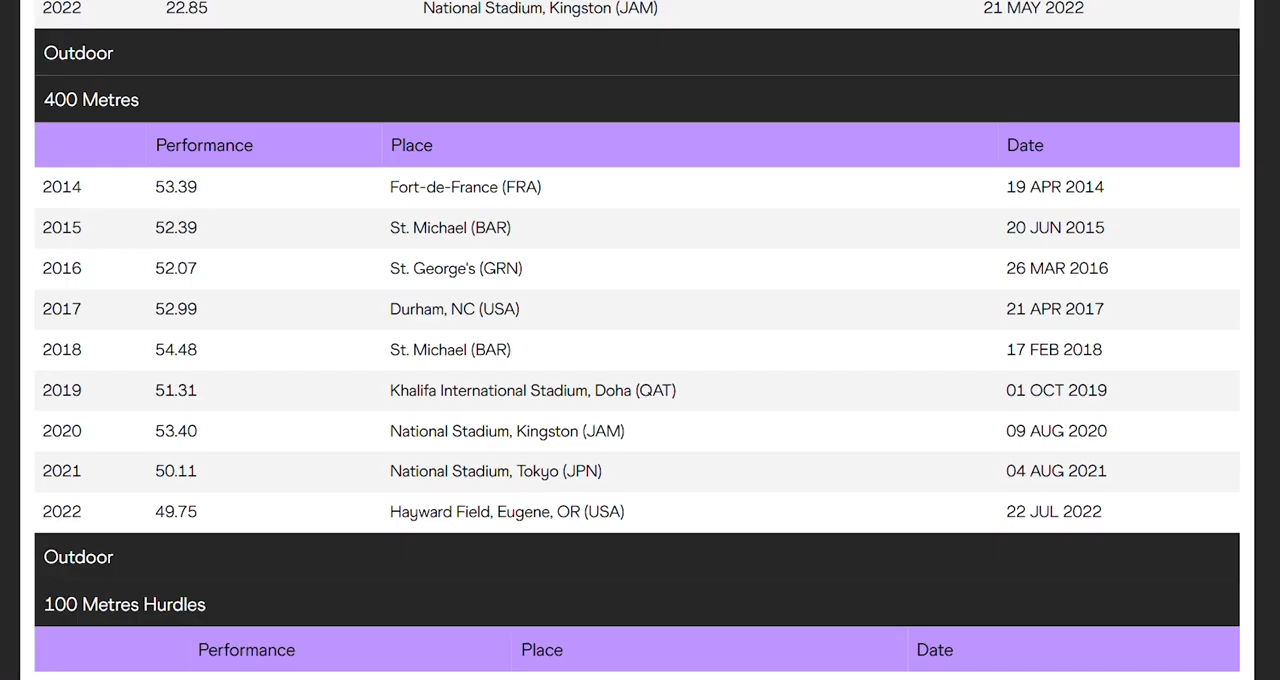 2022 22.85 National Stadium, Kingston (JAM) 21 MAY 2022
Outdoor
400 Metres
Performance Place Date
2014 53.39 Fort-de-France (FRA) 19 APR 2014
2015 52.39 St. Michael (BAR) 20 JUN 2015
2016 52.07 St. George's (GRN) 26 MAR 2016
2017 52.99 Durham, NC (USA) 21 APR 2017
2018 54.48 St. Michael (BAR) 17 FEB 2018
2019 51.31 Khalifa International Stadium, Doha (QAT) 01 OCT 2019
2020 53.40 National Stadium, Kingston (JAM) 09 AUG 2020
2021 50.11 National Stadium, Tokyo (JPN) 04 AUG 2021
2022 49.75 Hayward Field, Eugene, OR (USA) 22 JUL 2022
Outdoor
100 Metres Hurdles
Performance Place Date